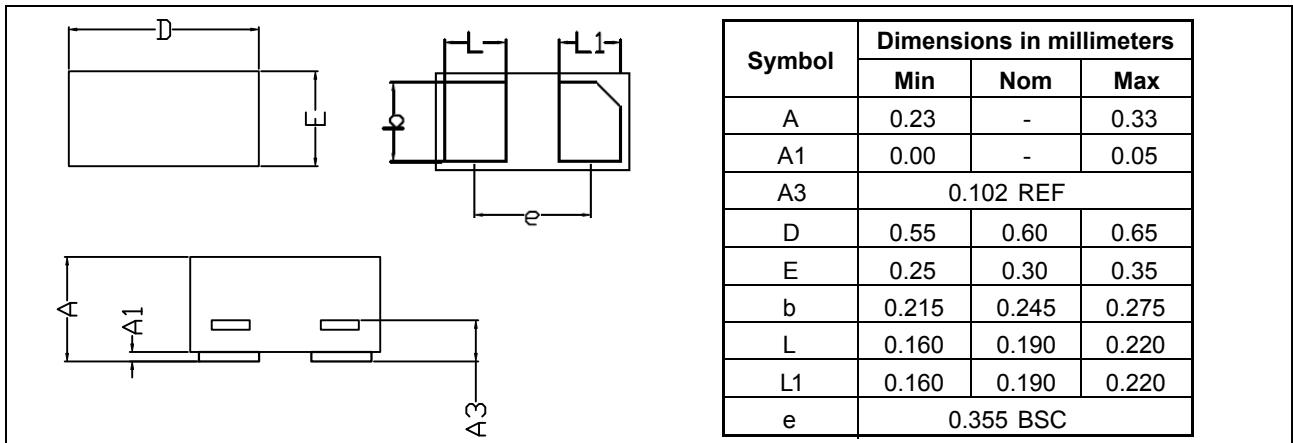 D
E
L
L1
b
e
A
A1
A3
Symbol
Dimensions in millimeters
Min Nom Max
A 0.23 - 0.33
A1 0.00 - 0.05
A3 0.102 REF
D 0.55 0.60 0.65
E 0.25 0.30 0.35
b 0.215 0.245 0.275
L 0.160 0.190 0.220
L1 0.160 0.190 0.220
e 0.355 BSC